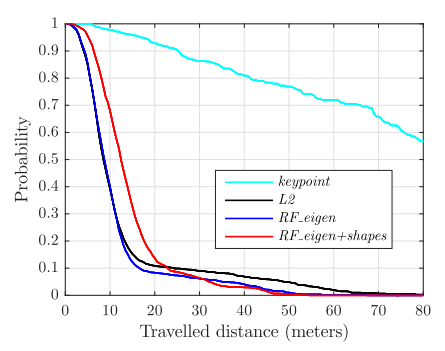 1
0.9
0.8
0.7
0.6
0.5
0.4
0.3
0.2
0.1
0
Probability
keypoint
L2
RF_eigen
RF_eigen+shapes
0 10 20 30 40 50 60 70 80
Travelled distance (meters)